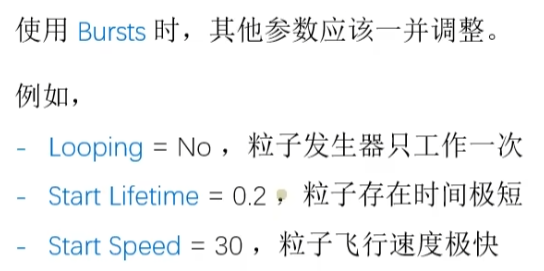 使用 Bursts 时，其他参数应该一并调整。
例如，
- Looping = No ，粒子发生器只工作一次
- Start Lifetime = 0.2 ，粒子存在时间极短
- Start Speed = 30 ，粒子飞行速度极快